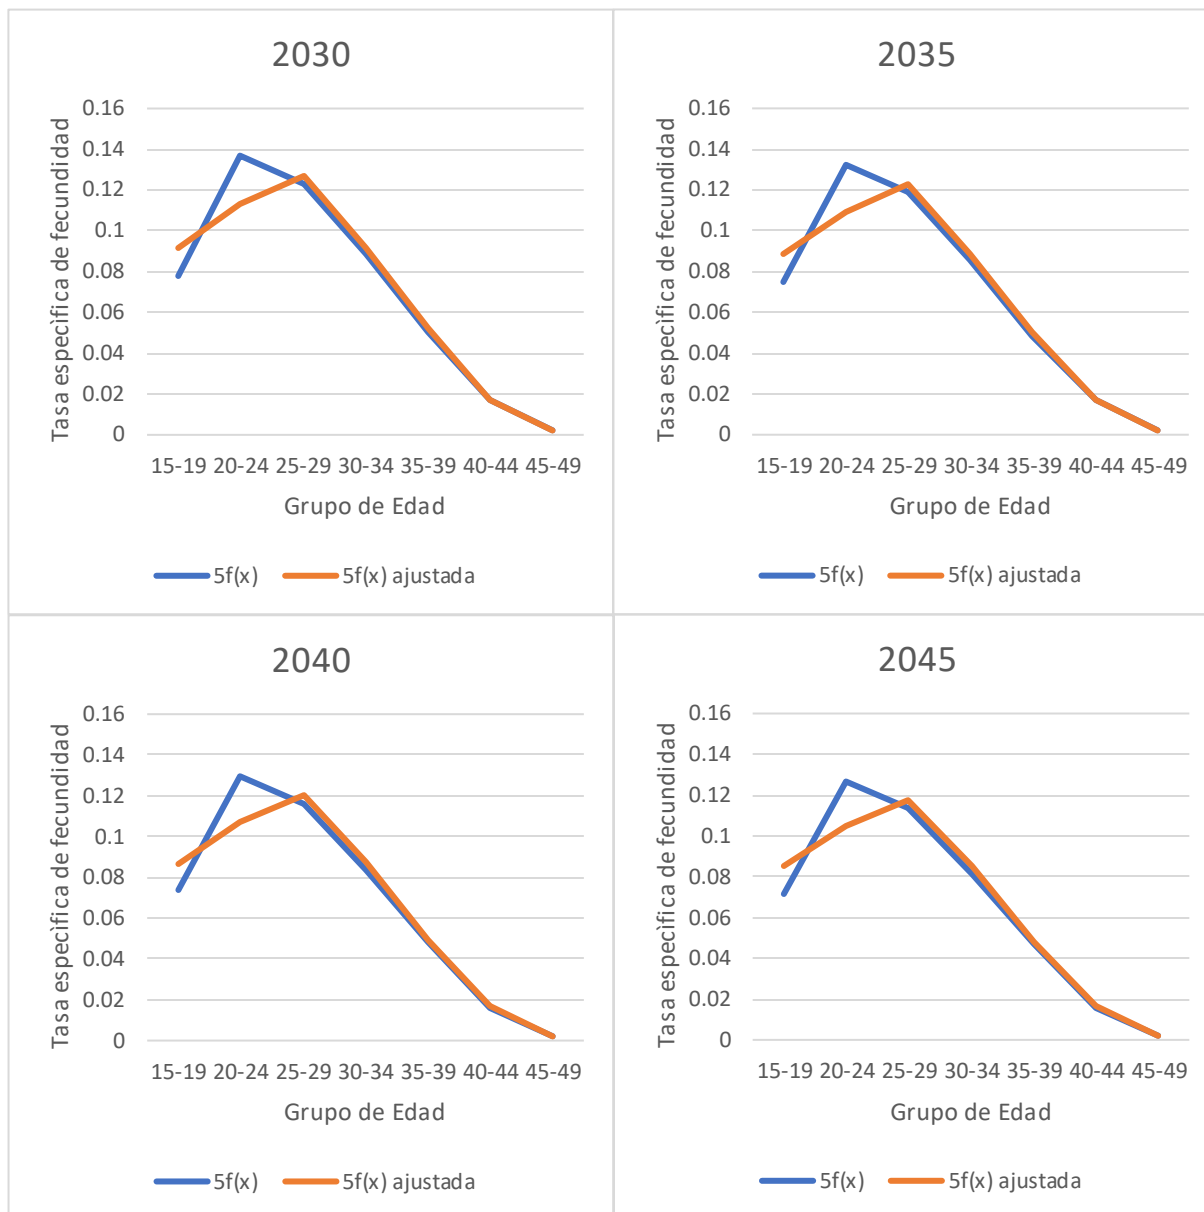 2030
Tasa especìfica de fecundidad
0.16
0.14
0.12
0.1
0.08
0.06
0.04
0.02
0
15-19 20-24 25-29 30-34 35-39 40-44 45-49
Grupo de Edad
5f(x) 5f(x) ajustada
2035
Tasa especìfica de fecundidad
0.16
0.14
0.12
0.1
0.08
0.06
0.04
0.02
0
15-19 20-24 25-29 30-34 35-39 40-44 45-49
Grupo de Edad
5f(x) 5f(x) ajustada
2040
Tasa especìfica de fecundidad
0.16
0.14
0.12
0.1
0.08
0.06
0.04
0.02
0
15-19 20-24 25-29 30-34 35-39 40-44 45-49
Grupo de Edad
5f(x) 5f(x) ajustada
2045
Tasa especìfica de fecundidad
0.16
0.14
0.12
0.1
0.08
0.06
0.04
0.02
0
15-19 20-24 25-29 30-34 35-39 40-44 45-49
Grupo de Edad
5f(x) 5f(x) ajustada